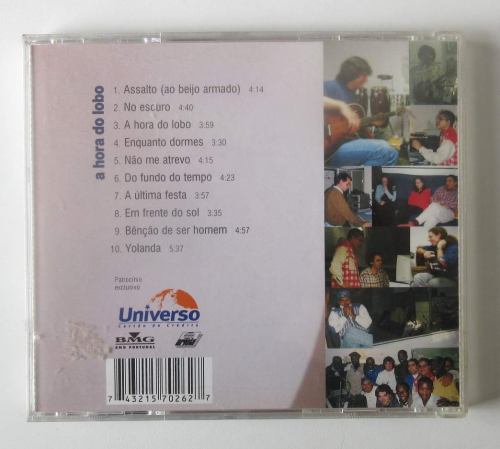 a hora do lobo
1. Assalto (ao beijo armado) 4:14
2. No escuro 4:40
3. A hora do lobo 3:59
4. Enquanto dormes 3:30
5. Não me atrevo 4:15
6. Do fundo do tempo 4:23
7. A última festa 3:57
8. Em frente do sol 3:35
9. Bênção de ser homem 4:57
10. Yolanda 5:37
Patrocínio
exclusivo
Universo
Cartão de Crédito
BMG
BMG PORTUGAL
7 43215 70262 7